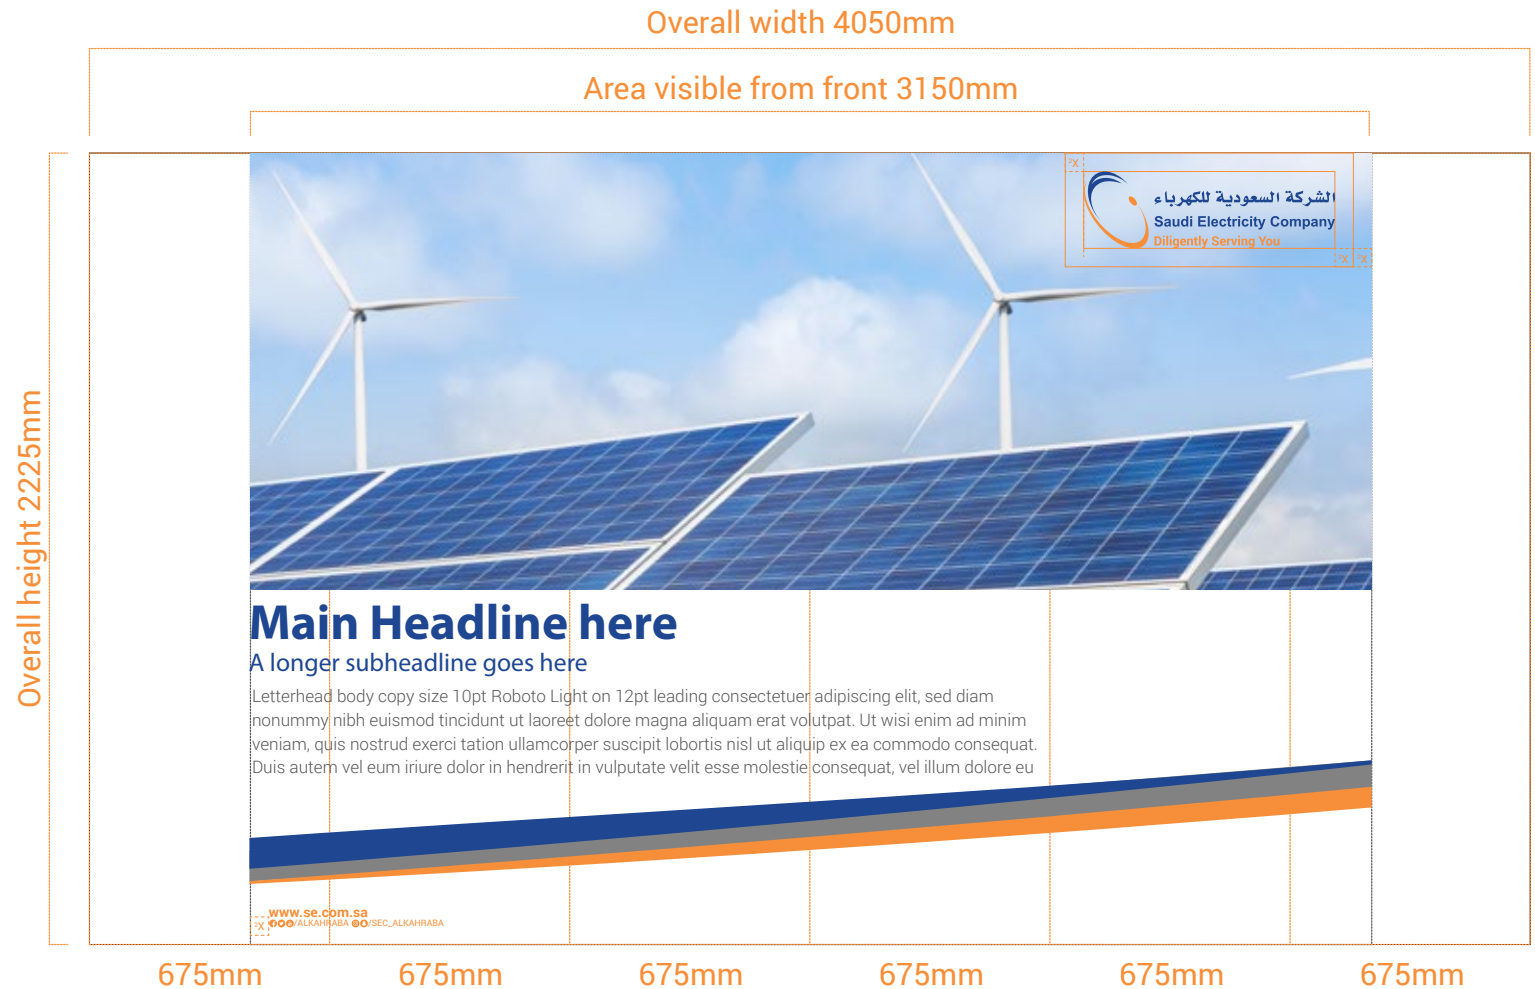 Overall width 4050mm
Area visible from front 3150mm
Overall height 2225mm
2X
الشركة السعودية للكهرباء
Saudi Electricity Company
Diligently Serving You
2X 2X
Main Headline here
A longer subheadline goes here
Letterhead body copy size 10pt Roboto Light on 12pt leading consectetuer adipiscing elit, sed diam
nonummy nibh euismod tincidunt ut laoreet dolore magna aliquam erat volutpat. Ut wisi enim ad minim
veniam, quis nostrud exerci tation ullamcorper suscipit lobortis nisl ut aliquip ex ea commodo consequat.
Duis autem vel eum iriure dolor in hendrerit in vulputate velit esse molestie consequat, vel illum dolore eu
www.se.com.sa
2X /ALKAHRABA /SEC_ALKAHRABA
675mm 675mm 675mm 675mm 675mm 675mm